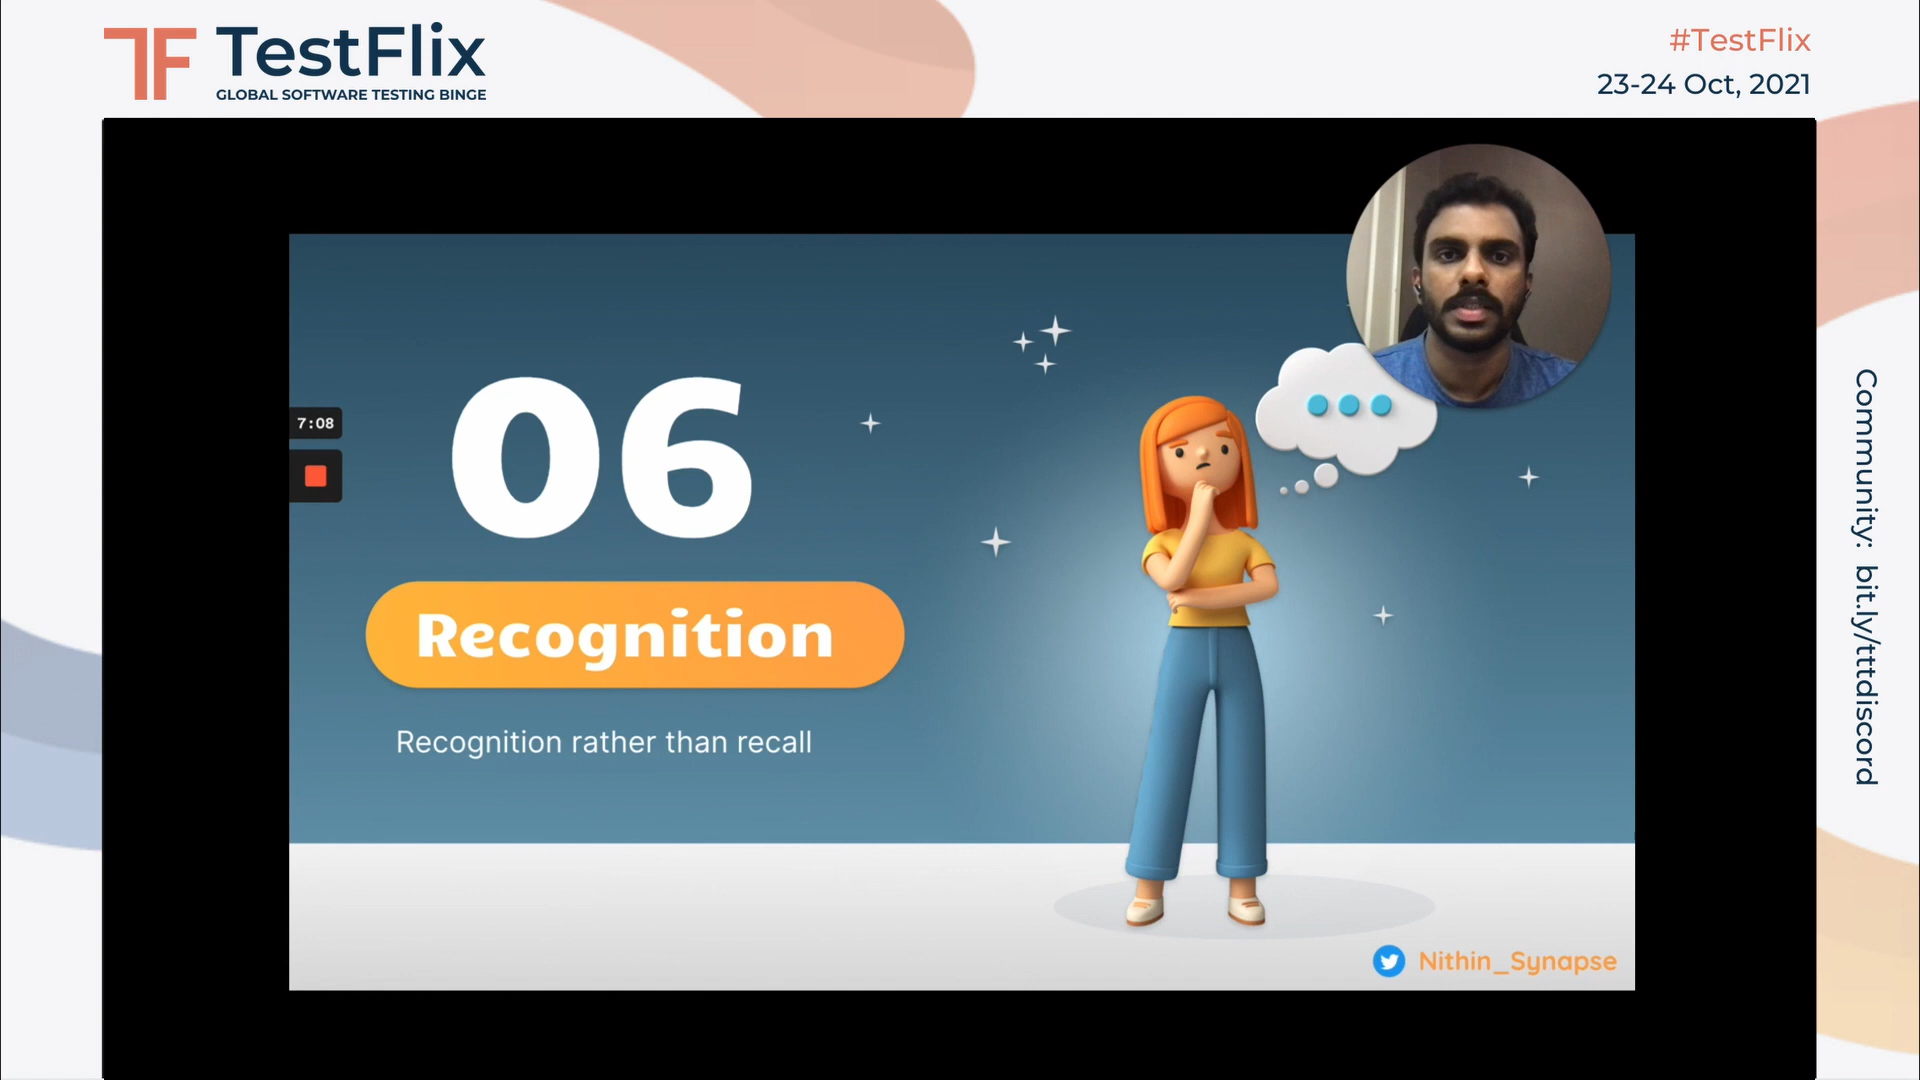 TF TestFlix
GLOBAL SOFTWARE TESTING BINGE
#TestFlix
23-24 Oct, 2021
7:08
06
Recognition
Recognition rather than recall
Nithin_Synapse
Community: bit.ly/tttdiscord